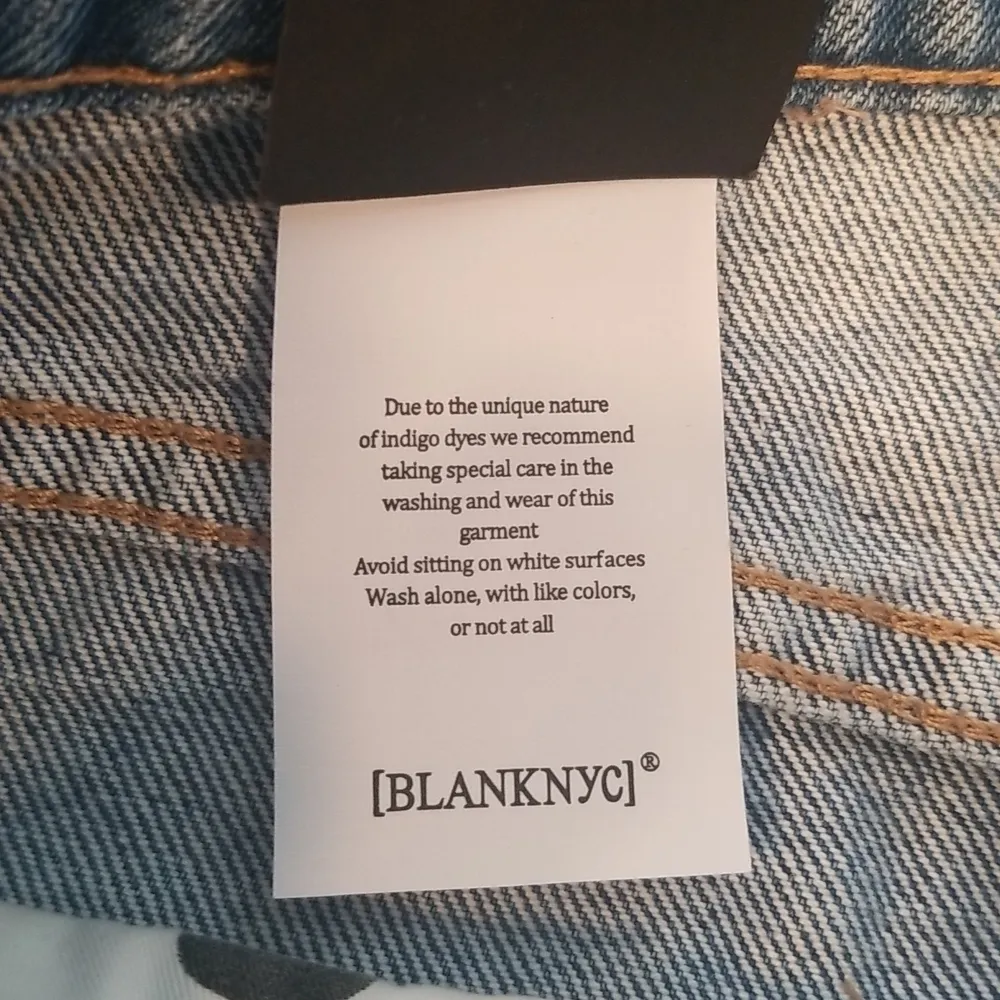 Due to the unique nature
of indigo dyes we recommend
taking special care in the
washing and wear of this
garment
Avoid sitting on white surfaces
Wash alone, with like colors,
or not at all
[BLANKNYC]®